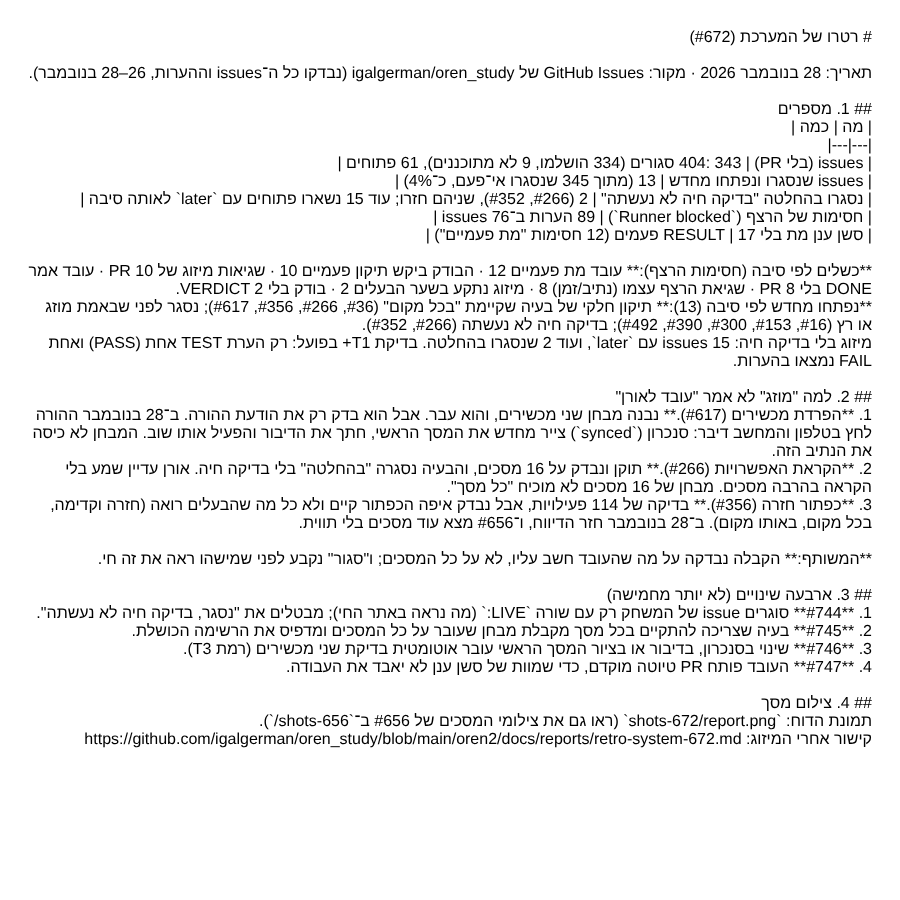 # רטרו של המערכת (#672)
תאריך: 28 בנובמבר 2026 · מקור: GitHub Issues של igalgerman/oren_study (נבדקו כל ה־issues וההערות, 26–28 בנובמבר).
## 1. מספרים
| מה | כמה |
|---|---|
| issues (בלי PR) | 404: 343 סגורים (334 הושלמו, 9 לא מתוכננים), 61 פתוחים |
| issues שנסגרו ונפתחו מחדש | 13 (מתוך 345 שנסגרו אי־פעם, כ־4%) |
| נסגרו בהחלטה "בדיקה חיה לא נעשתה" | 2 (#266, #352), שניהם חזרו; עוד 15 נשארו פתוחים עם `later` לאותה סיבה |
| חסימות של הרצף (`Runner blocked`) | 89 הערות ב־76 issues |
| סשן ענן מת בלי RESULT | 17 פעמים (12 חסימות "מת פעמיים") |
**כשלים לפי סיבה (חסימות הרצף):** עובד מת פעמיים 12 · הבודק ביקש תיקון פעמיים 10 · שגיאות מיזוג של PR 10 · עובד אמר
DONE בלי PR 8 · שגיאת הרצף עצמו (נתיב/זמן) 8 · מיזוג נתקע בשער הבעלים 2 · בודק בלי VERDICT 2.
**נפתחו מחדש לפי סיבה (13):** תיקון חלקי של בעיה שקיימת "בכל מקום" (#36, #266, #356, #617); נסגר לפני שבאמת מוזג
או רץ (#16, #153, #300, #390, #492); בדיקה חיה לא נעשתה (#266, #352).
מיזוג בלי בדיקה חיה: 15 issues עם `later`, ועוד 2 שנסגרו בהחלטה. בדיקת T1+ בפועל: רק הערת TEST אחת (PASS) ואחת
FAIL נמצאו בהערות.
## 2. למה "מוזג" לא אמר "עובד לאורן"
1. **הפרדת מכשירים (#617).** נבנה מבחן שני מכשירים, והוא עבר. אבל הוא בדק רק את הודעת ההורה. ב־28 בנובמבר ההורה
לחץ בטלפון והמחשב דיבר: סנכרון (`synced`) צייר מחדש את המסך הראשי, חתך את הדיבור והפעיל אותו שוב. המבחן לא כיסה
את הנתיב הזה.
2. **הקראת האפשרויות (#266).** תוקן ונבדק על 16 מסכים, והבעיה נסגרה "בהחלטה" בלי בדיקה חיה. אורן עדיין שמע בלי
הקראה בהרבה מסכים. מבחן של 16 מסכים לא מוכיח "כל מסך".
3. **כפתור חזרה (#356).** בדיקה של 114 פעילויות, אבל נבדק איפה הכפתור קיים ולא כל מה שהבעלים רואה (חזרה וקדימה,
בכל מקום, באותו מקום). ב־28 בנובמבר חזר הדיווח, ו־#656 מצא עוד מסכים בלי תווית.
**המשותף:** הקבלה נבדקה על מה שהעובד חשב עליו, לא על כל המסכים; ו"סגור" נקבע לפני שמישהו ראה את זה חי.
## 3. ארבעה שינויים (לא יותר מחמישה)
1. **#744** סוגרים issue של המשחק רק עם שורה `LIVE:` (מה נראה באתר החי); מבטלים את "נסגר, בדיקה חיה לא נעשתה".
2. **#745** בעיה שצריכה להתקיים בכל מסך מקבלת מבחן שעובר על כל המסכים ומדפיס את הרשימה הכושלת.
3. **#746** שינוי בסנכרון, בדיבור או בציור המסך הראשי עובר אוטומטית בדיקת שני מכשירים (רמת T3).
4. **#747** העובד פותח PR טיוטה מוקדם, כדי שמוות של סשן ענן לא יאבד את העבודה.
## 4. צילום מסך
תמונת הדוח: `shots-672/report.png` (ראו גם את צילומי המסכים של #656 ב־`shots-656/`).
קישור אחרי המיזוג: https://github.com/igalgerman/oren_study/blob/main/oren2/docs/reports/retro-system-672.md